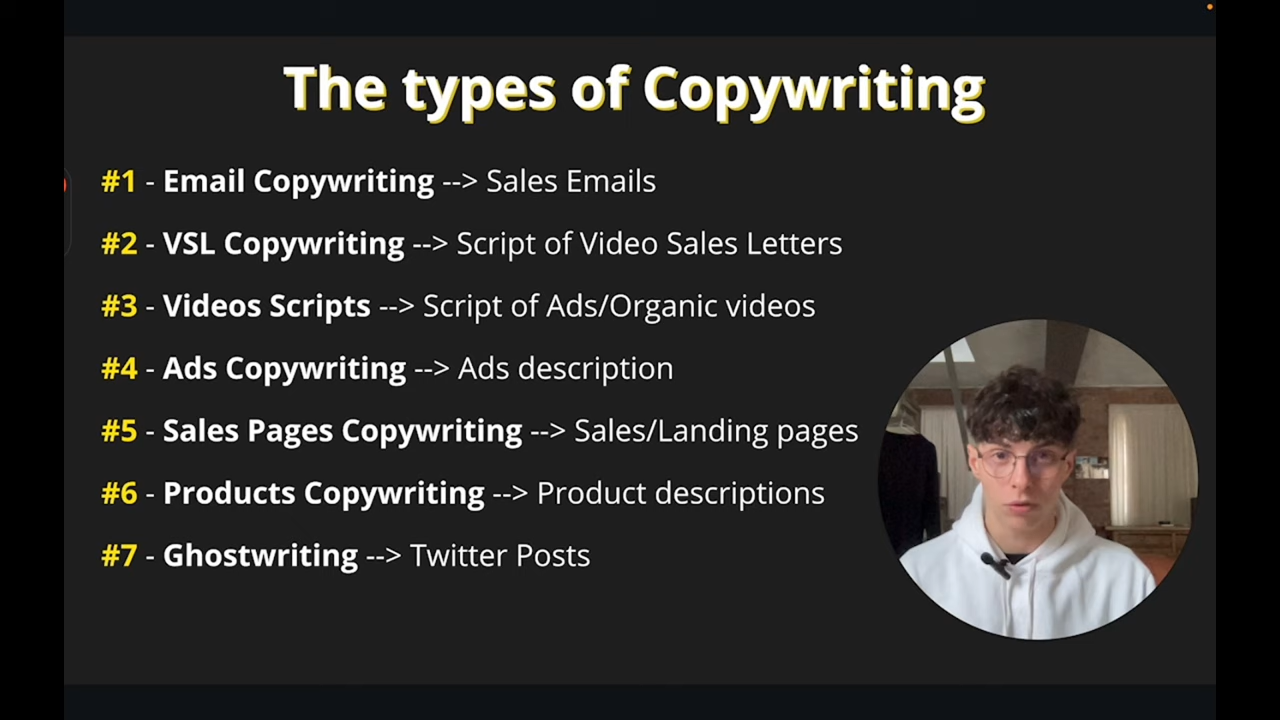 The types of Copywriting
#1 - Email Copywriting --> Sales Emails
#2 - VSL Copywriting --> Script of Video Sales Letters
#3 - Videos Scripts --> Script of Ads/Organic videos
#4 - Ads Copywriting --> Ads description
#5 - Sales Pages Copywriting --> Sales/Landing pages
#6 - Products Copywriting --> Product descriptions
#7 - Ghostwriting --> Twitter Posts